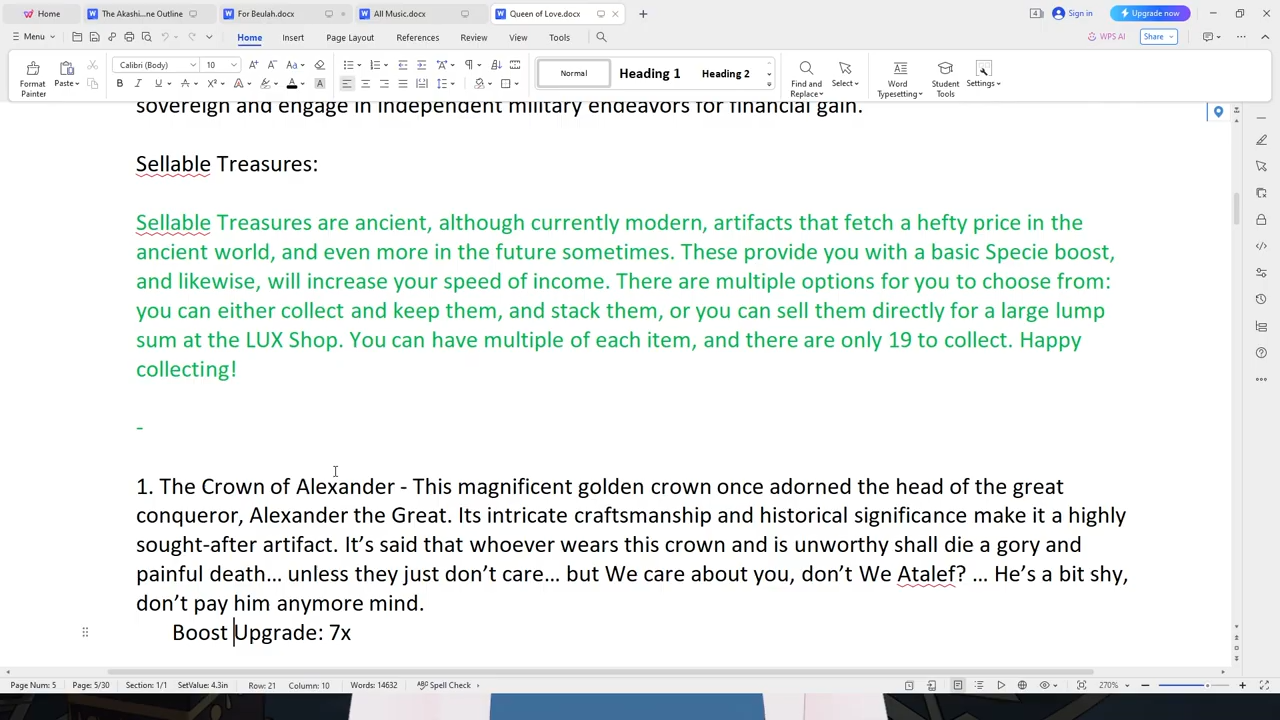 Home
The Akashi...ne Outline
For Beulah.docx
All Music.docx
Queen of Love.docx
Sign in
Upgrade now
Menu
Home
Insert
Page Layout
References
Review
View
Tools
WPS AI
Share
Format Painter
Paste
Calibri (Body)
10
Normal
Heading 1
Heading 2
Find and Replace
Select
Word Typesetting
Student Tools
Settings
sovereign and engage in independent military endeavors for financial gain.
Sellable Treasures:
Sellable Treasures are ancient, although currently modern, artifacts that fetch a hefty price in the
ancient world, and even more in the future sometimes. These provide you with a basic Specie boost,
and likewise, will increase your speed of income. There are multiple options for you to choose from:
you can either collect and keep them, and stack them, or you can sell them directly for a large lump
sum at the LUX Shop. You can have multiple of each item, and there are only 19 to collect. Happy
collecting!
-
1. The Crown of Alexander - This magnificent golden crown once adorned the head of the great
conqueror, Alexander the Great. Its intricate craftsmanship and historical significance make it a highly
sought-after artifact. It’s said that whoever wears this crown and is unworthy shall die a gory and
painful death… unless they just don’t care… but We care about you, don’t We Atalef? … He’s a bit shy,
don’t pay him anymore mind.
Boost Upgrade: 7x
Page Num: 5 Page: 5/30 Section: 1/1 SetValue: 4.3in Row: 21 Column: 10 Words: 14632 Spell Check 270%